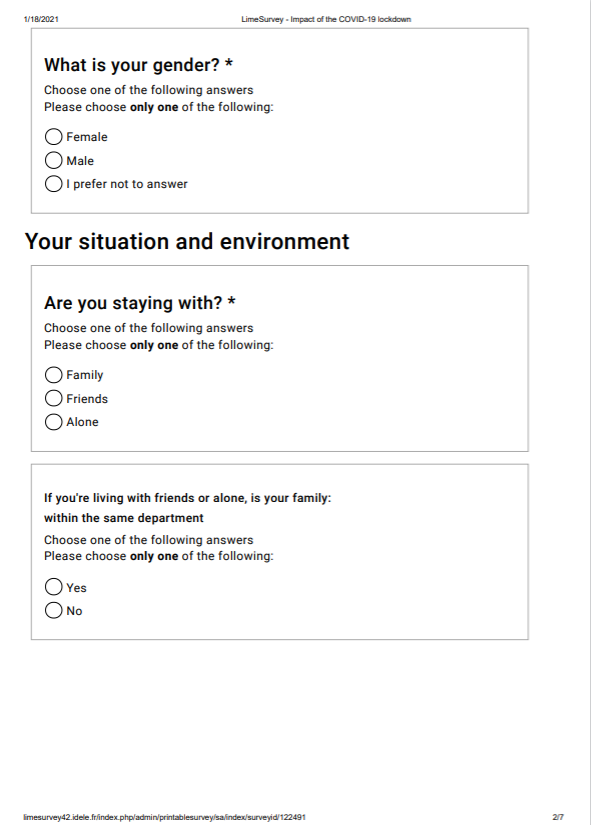 1/18/2021 LimeSurvey - Impact of the COVID-19 lockdown
What is your gender? *
Choose one of the following answers
Please choose only one of the following:
Female
Male
I prefer not to answer
Your situation and environment
Are you staying with? *
Choose one of the following answers
Please choose only one of the following:
Family
Friends
Alone
If you're living with friends or alone, is your family:
within the same department
Choose one of the following answers
Please choose only one of the following:
Yes
No
limesurvey42.idele.fr/index.php/admin/printablesurvey/sa/index/surveyid/122491 2/7